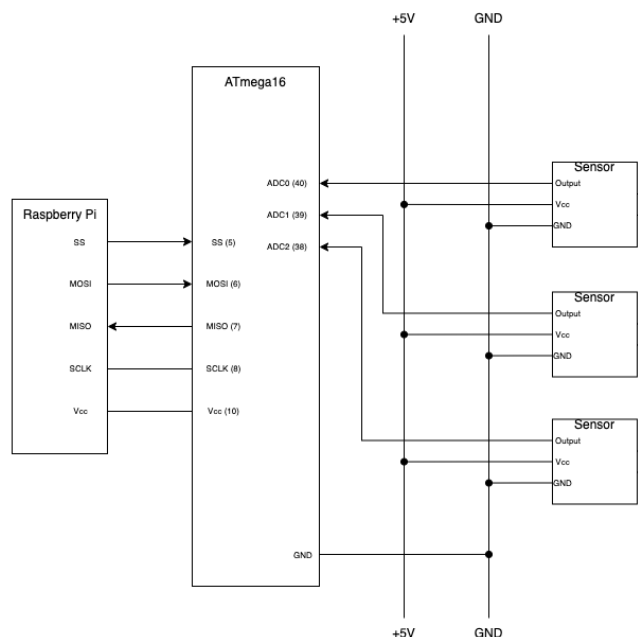 +5V GND
ATmega16
Raspberry Pi
SS
MOSI
MISO
SCLK
Vcc
SS (5)
MOSI (6)
MISO (7)
SCLK (8)
Vcc (10)
ADC0 (40)
ADC1 (39)
ADC2 (38)
GND
Sensor
Output
Vcc
GND
Sensor
Output
Vcc
GND
Sensor
Output
Vcc
GND
+5V GND